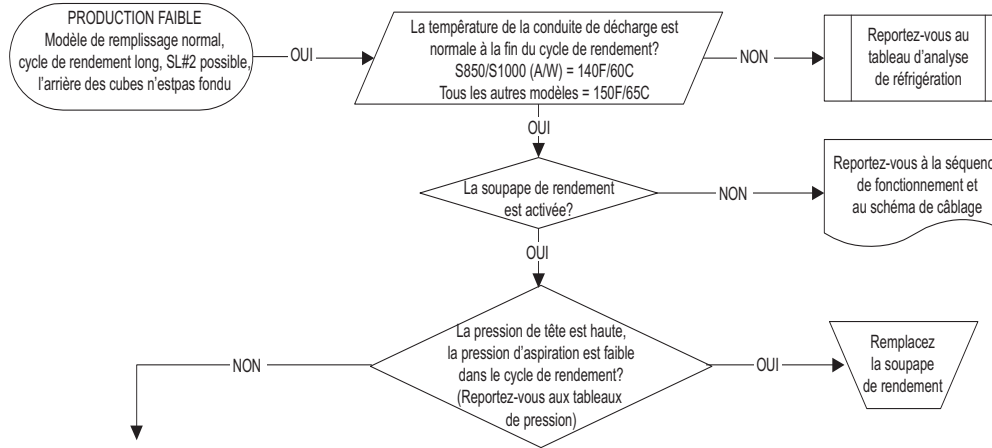 PRODUCTION FAIBLE
Modèle de remplissage normal,
cycle de rendement long, SL#2 possible,
l'arrière des cubes n'estpas fondu
OUI
La température de la conduite de décharge est
normale à la fin du cycle de rendement?
S850/S1000 (A/W) = 140F/60C
Tous les autres modèles = 150F/65C
NON
Reportez-vous au
tableau d'analyse
de réfrigération
OUI
La soupape de rendement
est activée?
NON
Reportez-vous à la séquence
de fonctionnement et
au schéma de câblage
OUI
La pression de tête est haute,
la pression d'aspiration est faible
dans le cycle de rendement?
(Reportez-vous aux tableaux
de pression)
NON
OUI
Remplacez
la soupape
de rendement